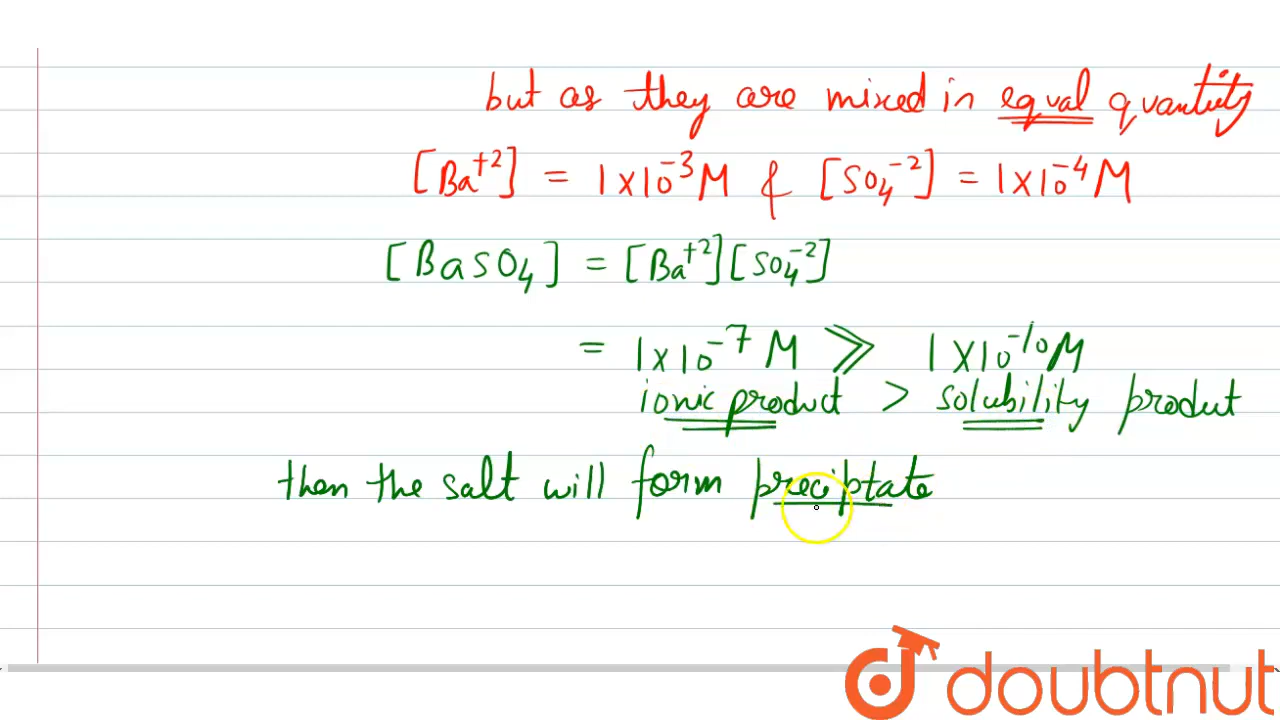 but as they are mixed in equal quantity
[Ba⁺²] = 1×10⁻³M & [SO₄⁻²] = 1×10⁻⁴M
[BaSO₄] = [Ba⁺²][SO₄⁻²]
= 1×10⁻⁷ M ≫ 1×10⁻¹⁰M
ionic product > solubility produt
then the salt will form preciptate
doubtnut